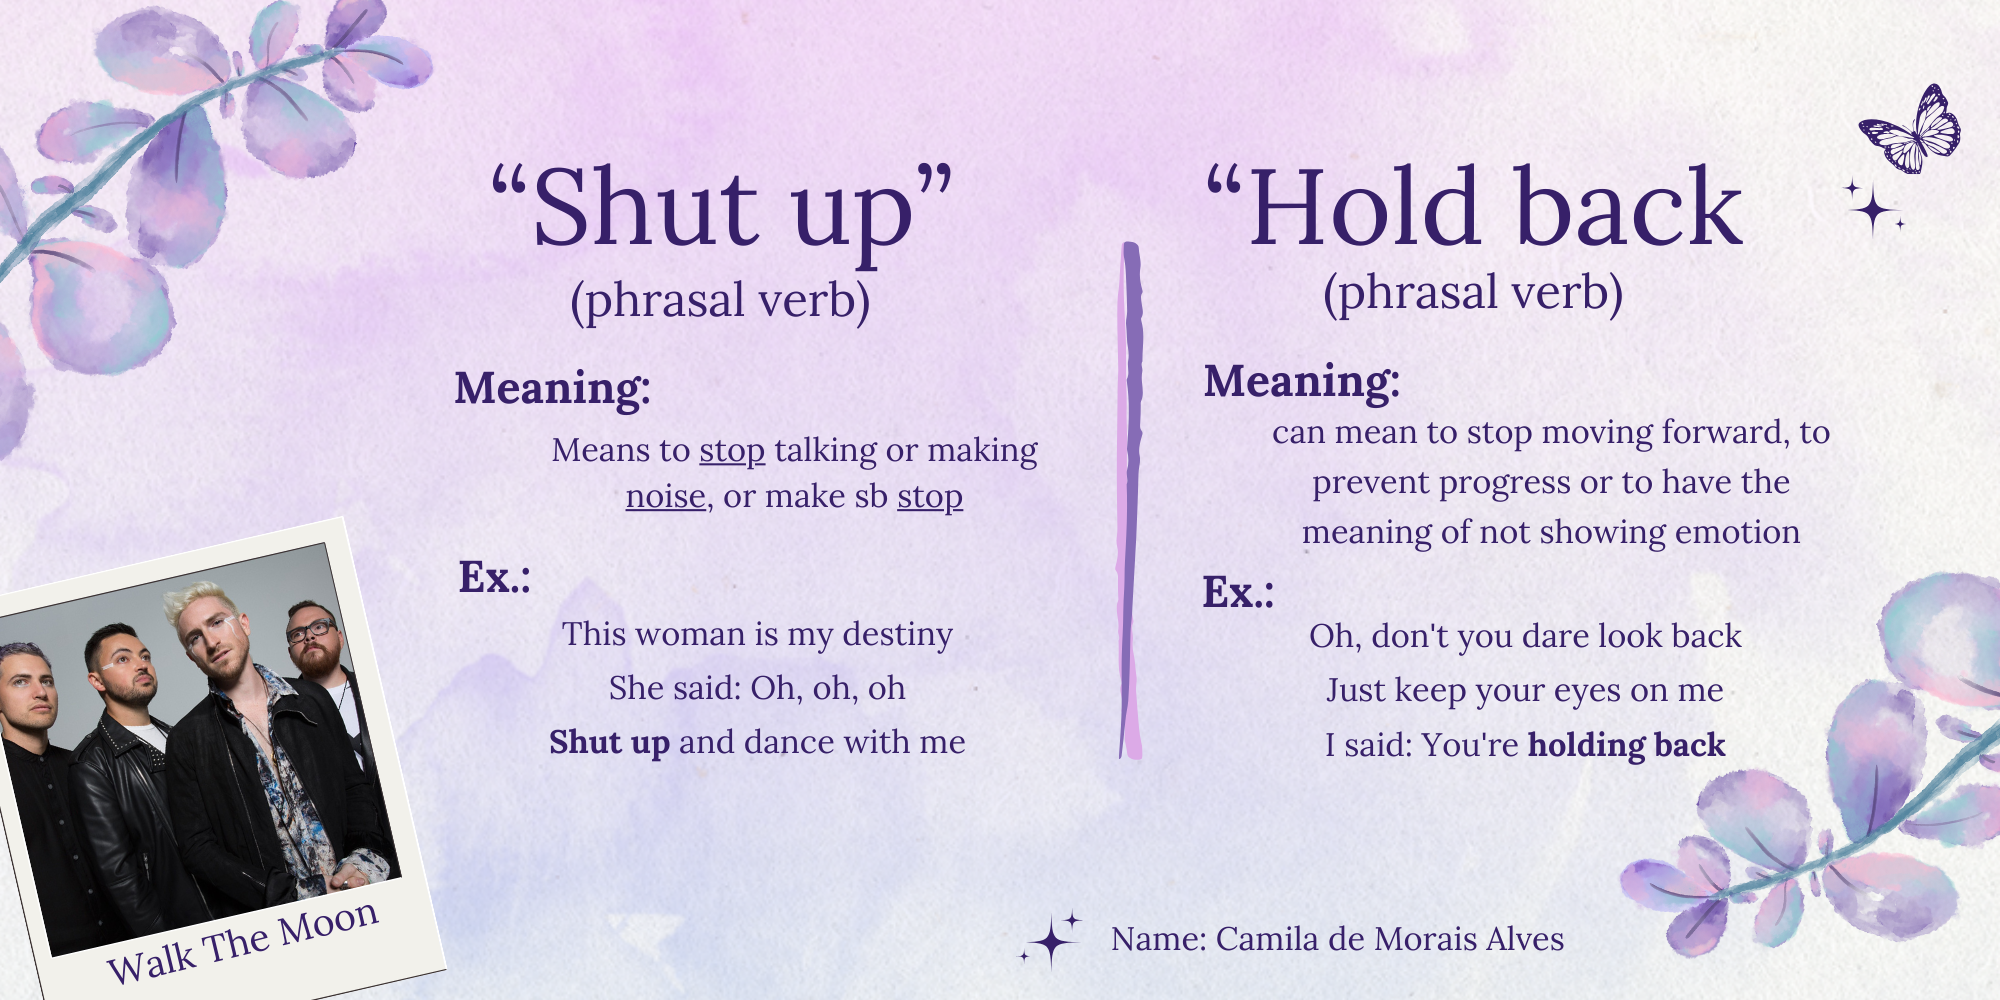 “Shut up”
(phrasal verb)
Meaning:
Means to stop talking or making
noise, or make sb stop
Ex.:
This woman is my destiny
She said: Oh, oh, oh
Shut up and dance with me
“Hold back
(phrasal verb)
Meaning:
can mean to stop moving forward, to
prevent progress or to have the
meaning of not showing emotion
Ex.:
Oh, don't you dare look back
Just keep your eyes on me
I said: You're holding back
Walk The Moon
Name: Camila de Morais Alves